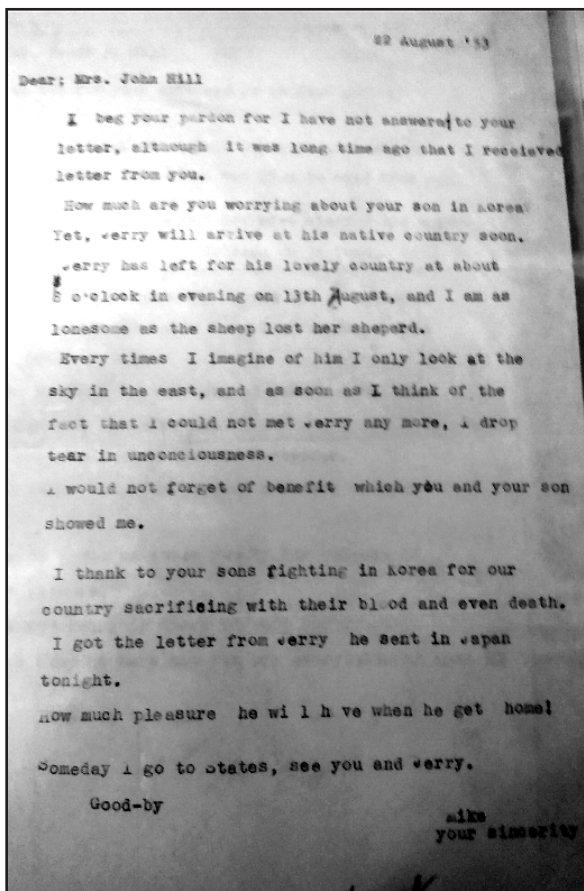 22 August '53
Dear; Mrs. John Hill
I beg your pardon for I have not answerat to your
letter, although it was long time ago that I receieved
letter from you.
How much are you worrying about your son in Korea.
Yet, Jerry will arrive at his native country soon.
Jerry has left for his lovely country at about
8 o'clock in evening on 13th August, and I am as
lonesome as the sheep lost her sheperd.
Every times I imagine of him I only look at the
sky in the east, and as soon as I think of the
fact that I could not met Jerry any more, I drop
tear in unconciousness.
I would not forget of benefit which you and your son
showed me.
I thank to your sons fighting in Korea for our
country sacrificing with their blood and even death.
I got the letter from Jerry he sent in Japan
tonight.
How much pleasure he wi l h ve when he get home!
Someday I go to States, see you and Jerry.
Good-by
Mike
your sincerity